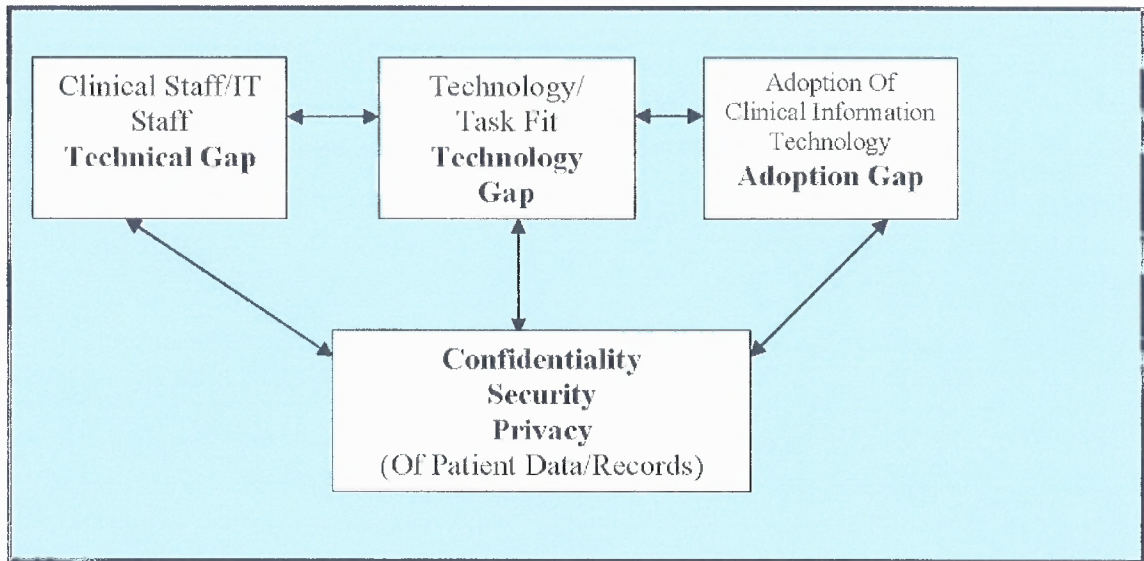 Clinical Staff/IT
Staff
Technical Gap
Technology/
Task Fit
Technology
Gap
Adoption Of
Clinical Information
Technology
Adoption Gap
Confidentiality
Security
Privacy
(Of Patient Data/Records)